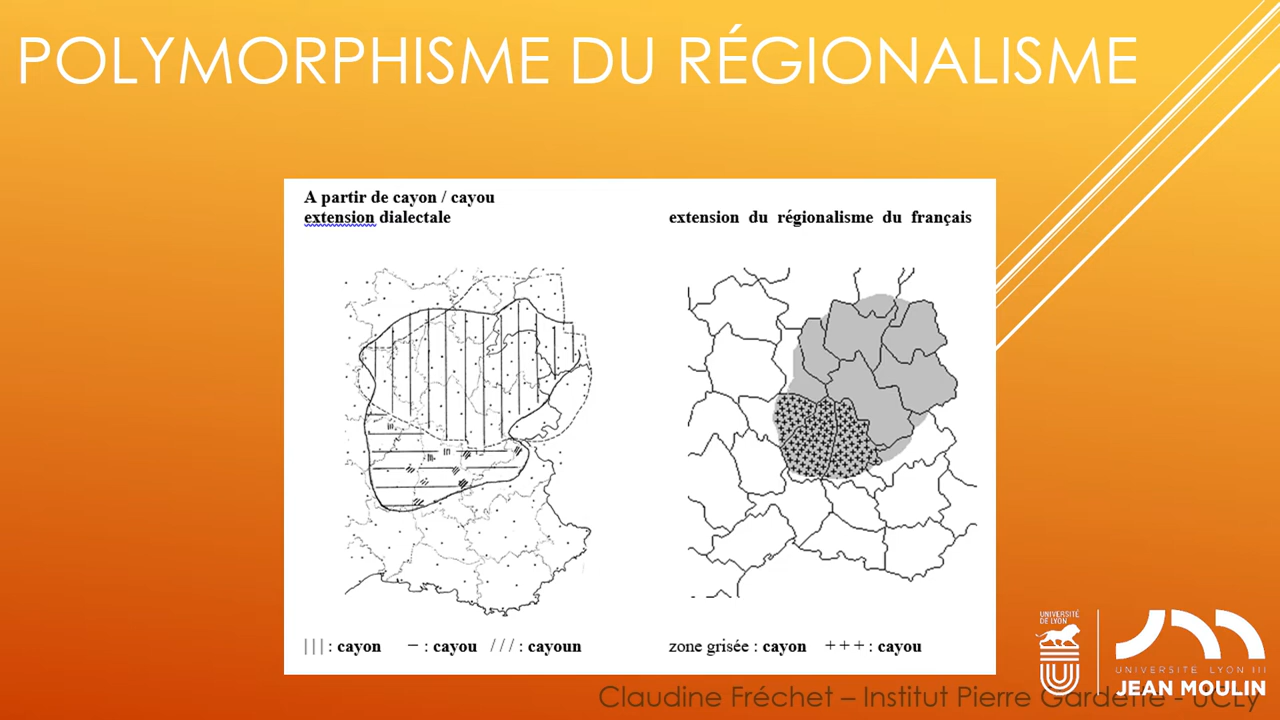 POLYMORPHISME DU RÉGIONALISME
A partir de cayon / cayou
extension dialectale
extension du régionalisme du français
||| : cayon – : cayou /// : cayoun
zone grisée : cayon +++ : cayou
Claudine Fréchet – Institut Pierre Gardette - UCLy
UNIVERSITÉ
DE LYON
UNIVERSITÉ LYON III
JEAN MOULIN